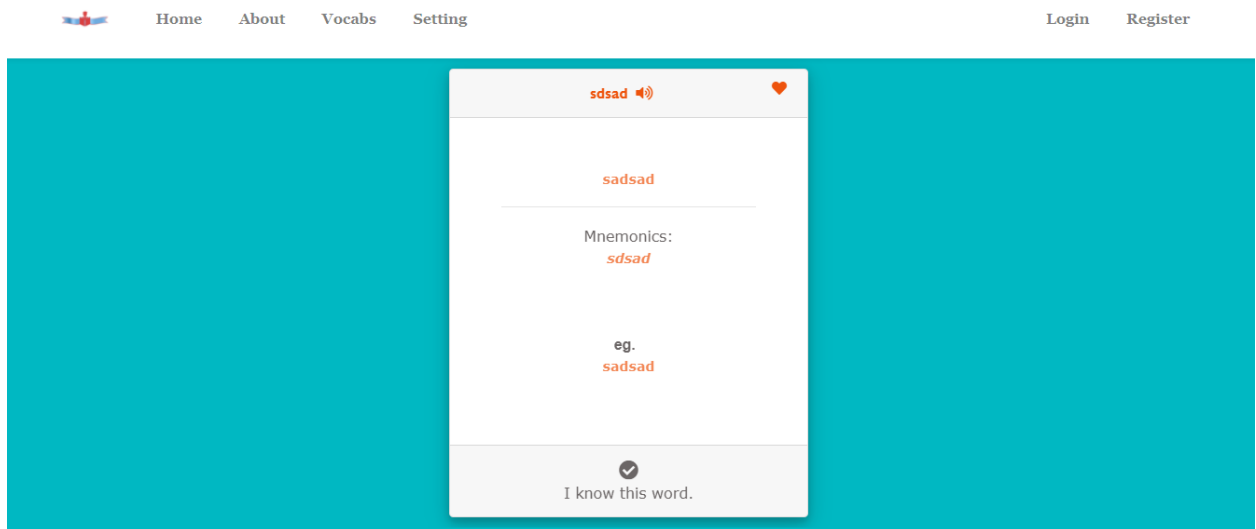 Home About Vocabs Setting Login Register
sdsad
sadsad
Mnemonics:
sdsad
eg.
sadsad
I know this word.